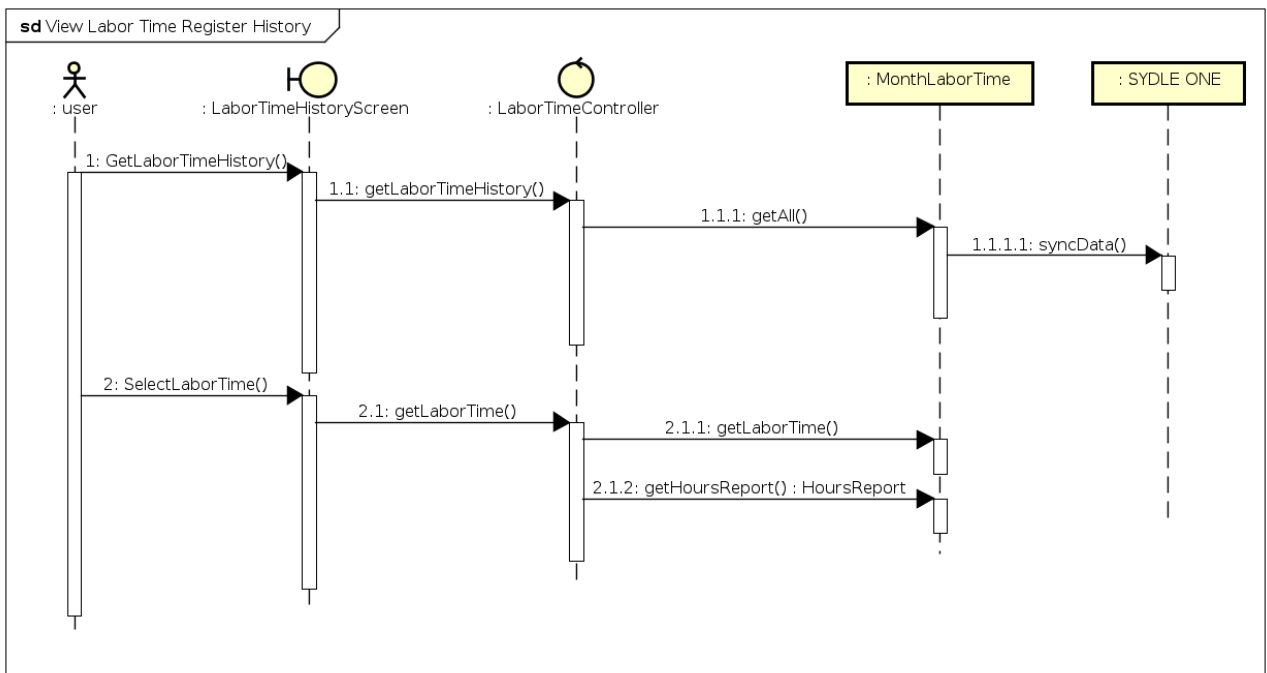 sd View Labor Time Register History
: user
: LaborTimeHistoryScreen
: LaborTimeController
: MonthLaborTime
: SYDLE ONE
1: GetLaborTimeHistory()
1.1: getLaborTimeHistory()
1.1.1: getAll()
1.1.1.1: syncData()
2: SelectLaborTime()
2.1: getLaborTime()
2.1.1: getLaborTime()
2.1.2: getHoursReport() : HoursReport